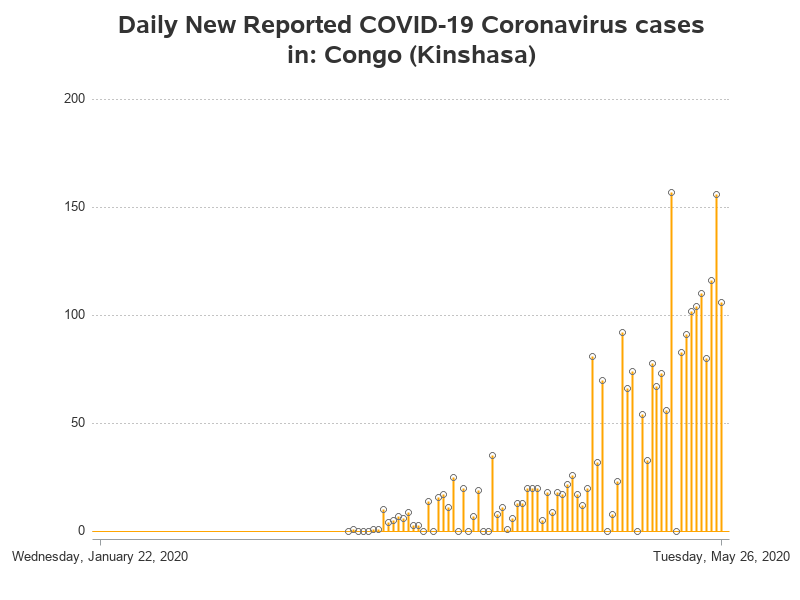 Daily New Reported COVID-19 Coronavirus cases
in: Congo (Kinshasa)
200
150
100
50
0
Wednesday, January 22, 2020
Tuesday, May 26, 2020